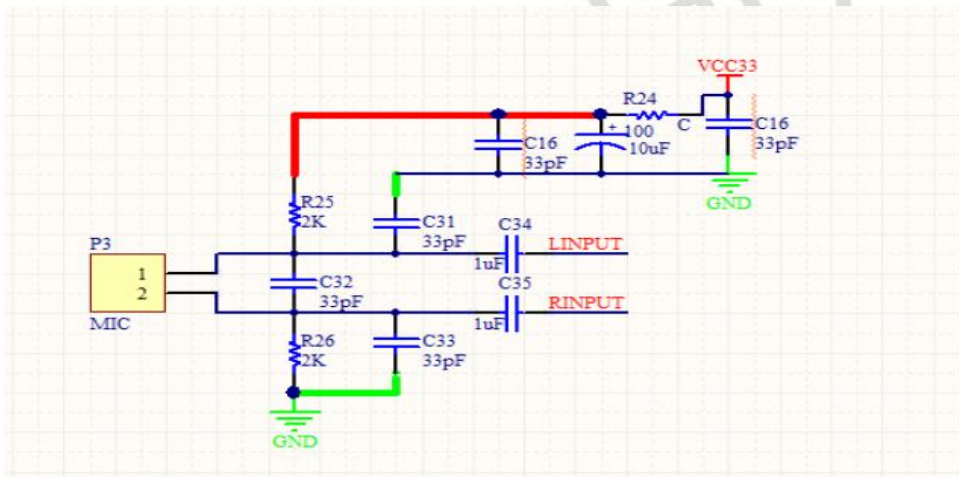 VCC33
R24
100
C
C16
33pF
10uF
C16
33pF
GND
R25
2K
C31
33pF
C34
1uF
LINPUT
P3
1
2
MIC
C32
33pF
C35
1uF
RINPUT
R26
2K
C33
33pF
GND